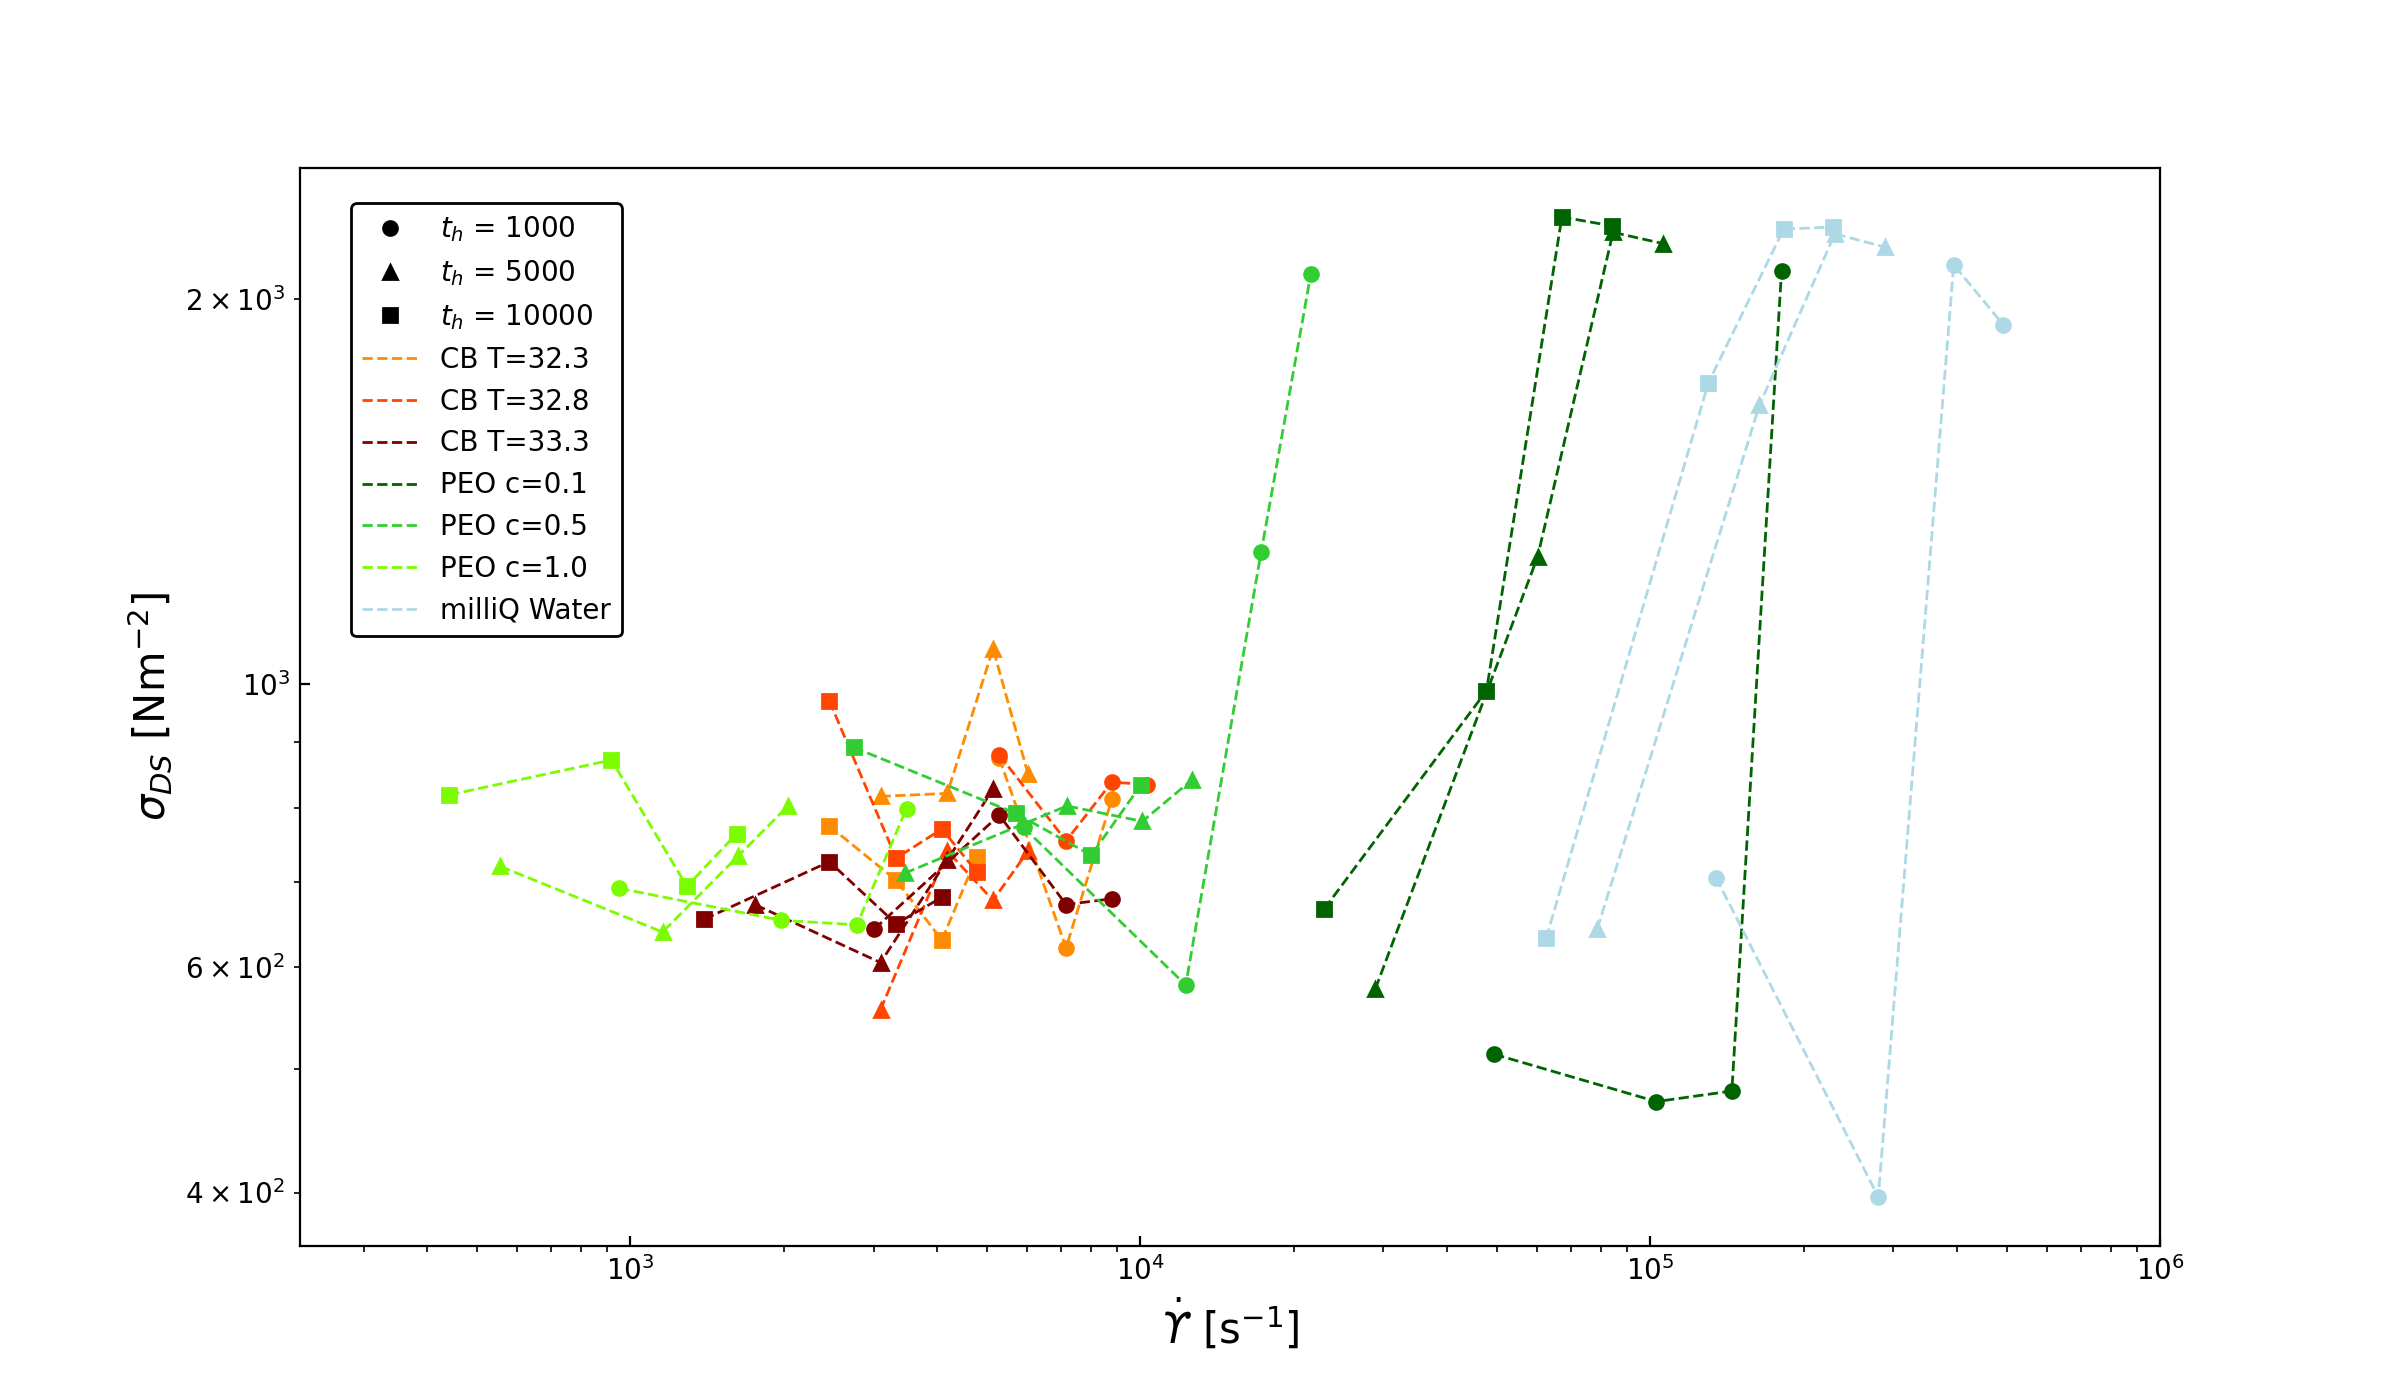 t_h = 1000
t_h = 5000
t_h = 10000
CB T=32.3
CB T=32.8
CB T=33.3
PEO c=0.1
PEO c=0.5
PEO c=1.0
milliQ Water
2 × 10³
10³
6 × 10²
4 × 10²
σ_DS [Nm⁻²]
10³ 10⁴ 10⁵ 10⁶
ϒ̇ [s⁻¹]